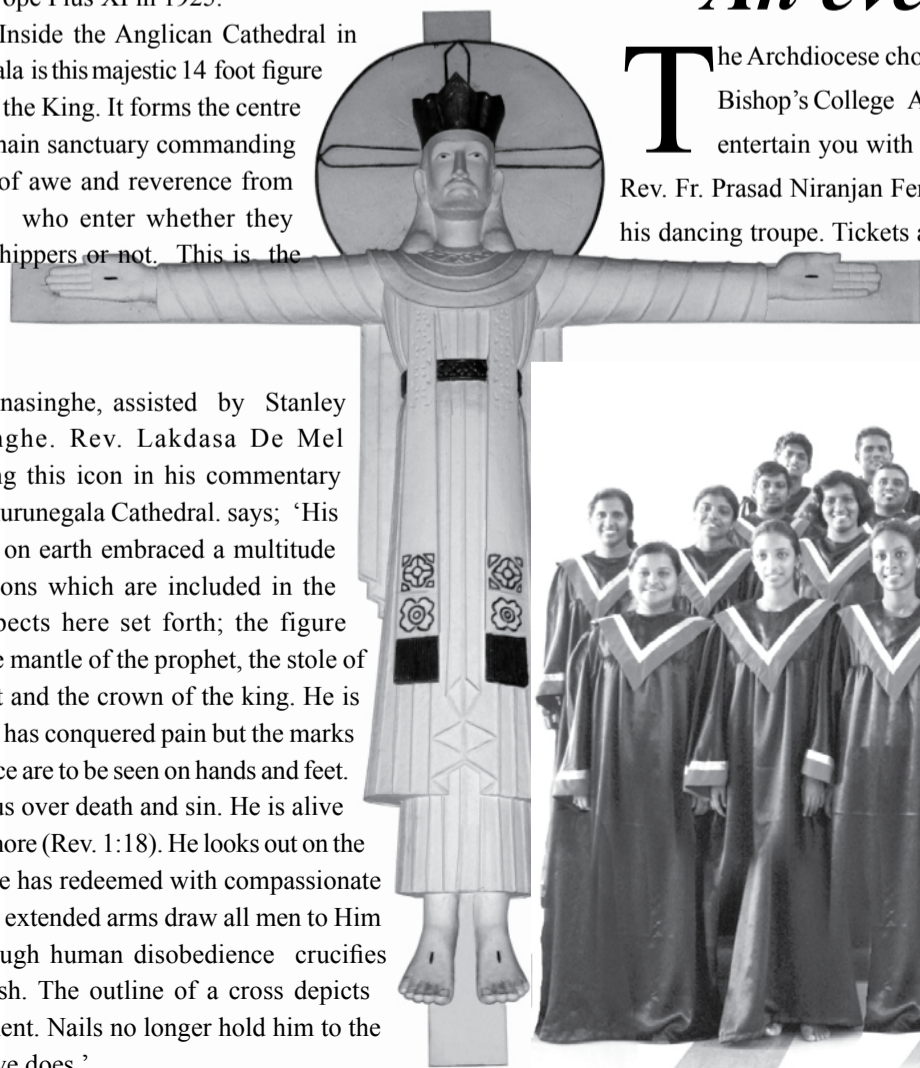 Pope Pius XI in 1925.
Inside the Anglican Cathedral in
ala is this majestic 14 foot figure
the King. It forms the centre
main sanctuary commanding
of awe and reverence from
who enter whether they
hippers or not. This is the
nasinghe, assisted by Stanley
nghe. Rev. Lakdasa De Mel
ng this icon in his commentary
urunegala Cathedral. says; ‘His
on earth embraced a multitude
ons which are included in the
pects here set forth; the figure
e mantle of the prophet, the stole of
t and the crown of the king. He is
has conquered pain but the marks
ce are to be seen on hands and feet.
us over death and sin. He is alive
nore (Rev. 1:18). He looks out on the
e has redeemed with compassionate
extended arms draw all men to Him
ugh human disobedience crucifies
sh. The outline of a cross depicts
ent. Nails no longer hold him to the
ve does.’
An eve
The Archdiocese cho
Bishop’s College A
entertain you with
Rev. Fr. Prasad Niranjan Fer
his dancing troupe. Tickets a